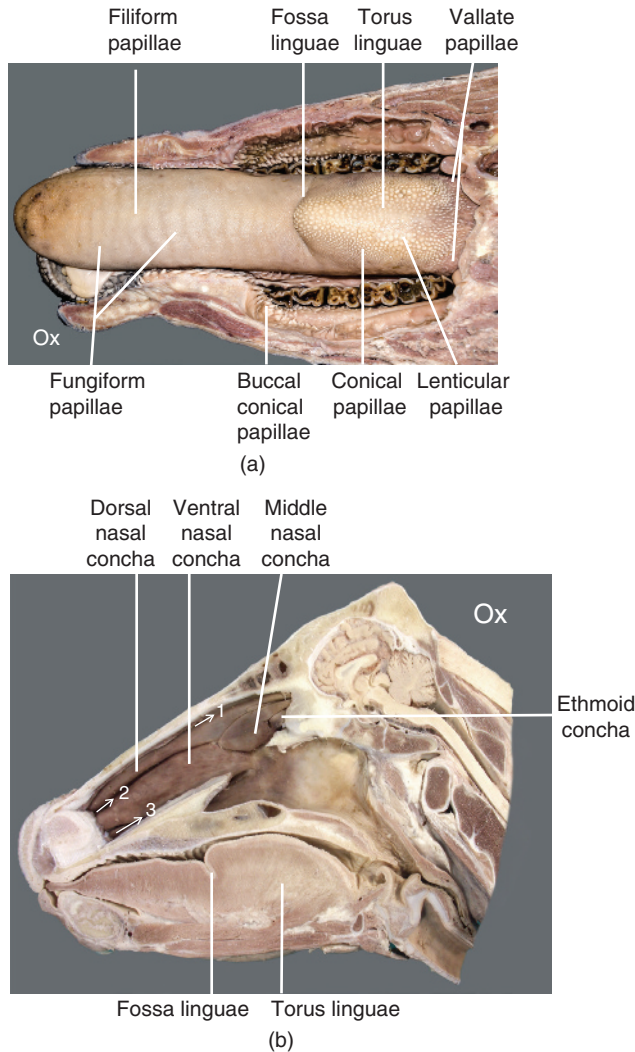 Filiform
papillae
Fossa
linguae
Torus
linguae
Vallate
papillae
Ox
Fungiform
papillae
Buccal
conical
papillae
Conical
papillae
Lenticular
papillae
(a)
Dorsal
nasal
concha
Ventral
nasal
concha
Middle
nasal
concha
Ox
1
Ethmoid
concha
2
3
Fossa linguae
Torus linguae
(b)